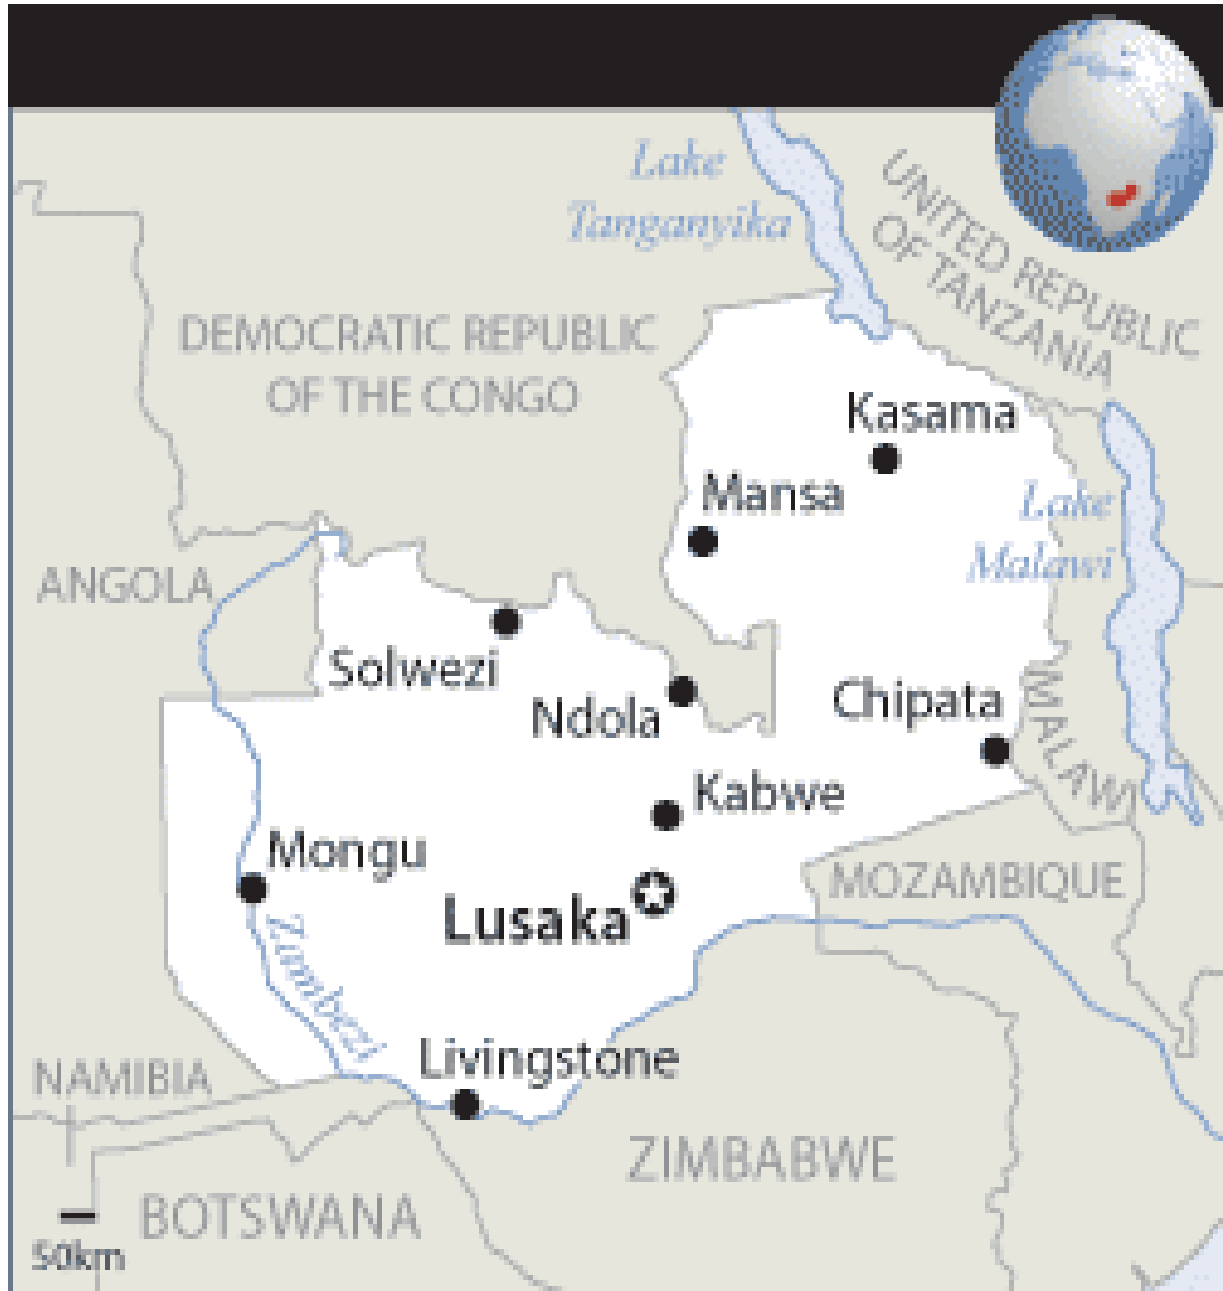 Lake
Tanganyika
UNITED REPUBLIC
OF TANZANIA
DEMOCRATIC REPUBLIC
OF THE CONGO
Kasama
Mansa
Lake
Malawi
ANGOLA
Solwezi
Ndola
Chipata
MALAWI
Kabwe
Mongu
MOZAMBIQUE
Lusaka
Zambezi
Livingstone
NAMIBIA
ZIMBABWE
BOTSWANA
50km